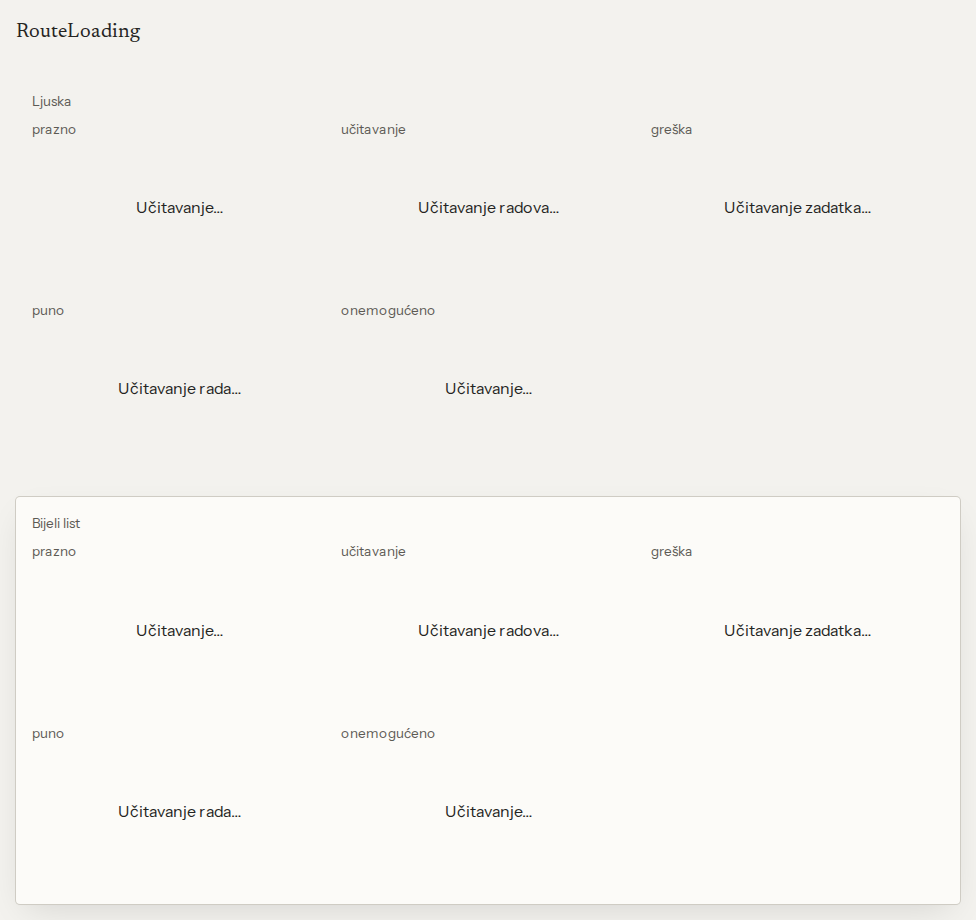 RouteLoading
Ljuska
prazno učitavanje greška
Učitavanje... Učitavanje radova... Učitavanje zadatka...
puno onemogućeno
Učitavanje rada... Učitavanje...
Bijeli list
prazno učitavanje greška
Učitavanje... Učitavanje radova... Učitavanje zadatka...
puno onemogućeno
Učitavanje rada... Učitavanje...